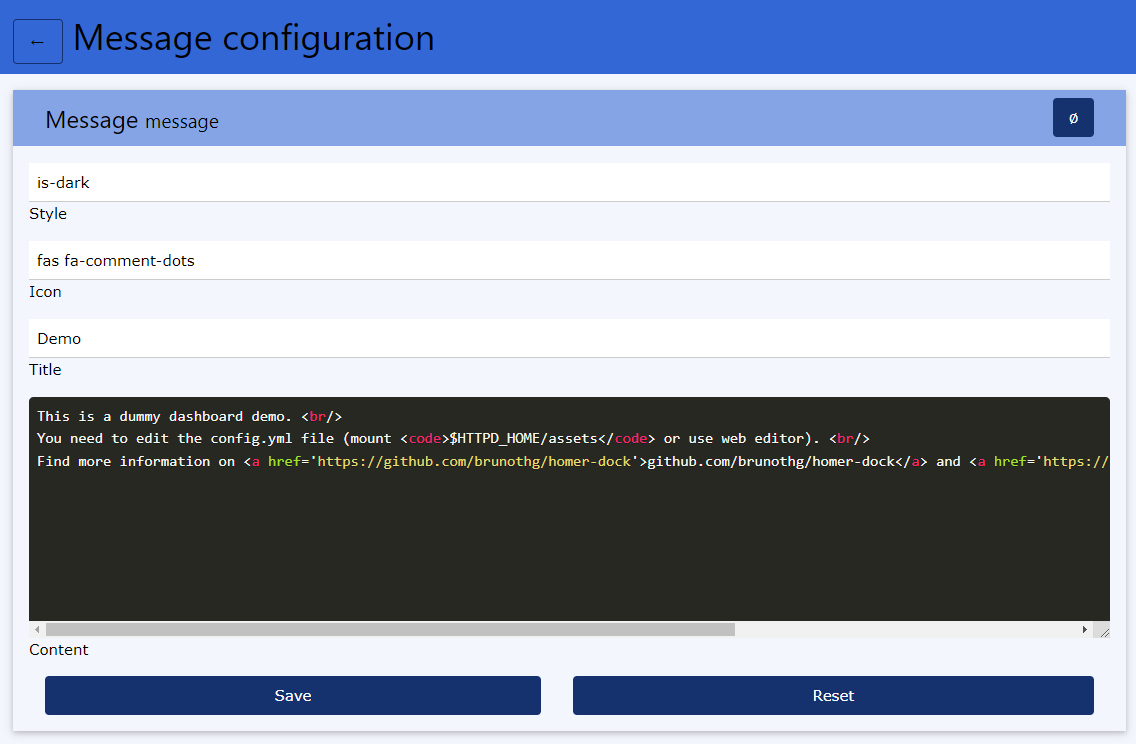 ← Message configuration
Message message
Ø
is-dark
Style
fas fa-comment-dots
Icon
Demo
Title
This is a dummy dashboard demo. <br/>
You need to edit the config.yml file (mount <code>$HTTPD_HOME/assets</code> or use web editor). <br/>
Find more information on <a href='https://github.com/brunothg/homer-dock'>github.com/brunothg/homer-dock</a> and <a href='https://
Content
Save
Reset